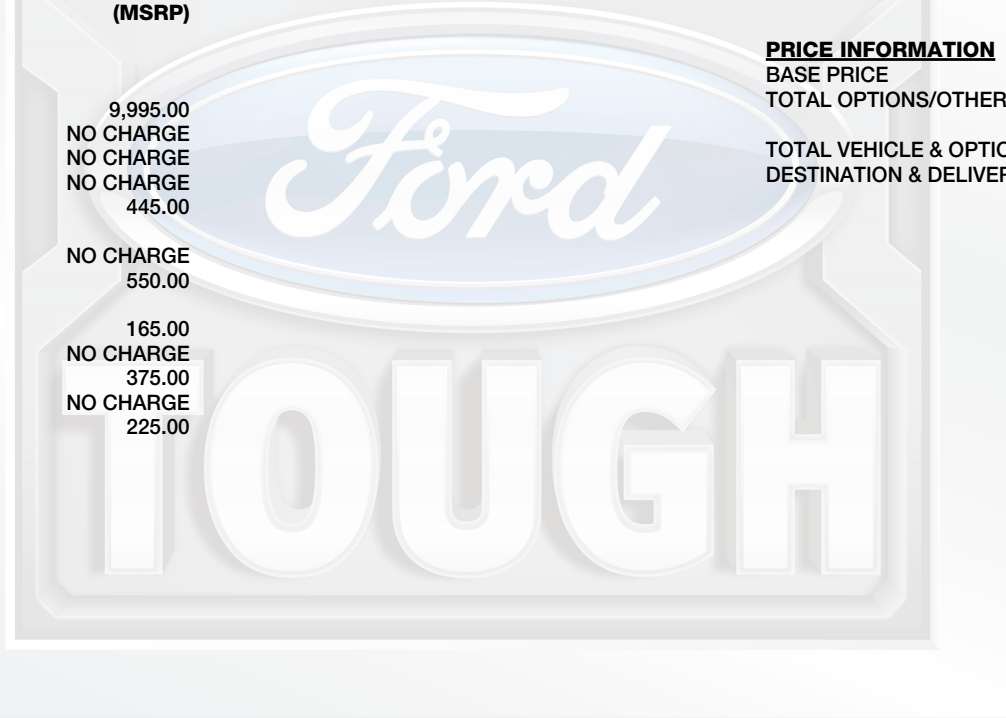 (MSRP)
9,995.00
NO CHARGE
NO CHARGE
NO CHARGE
445.00
NO CHARGE
550.00
165.00
NO CHARGE
375.00
NO CHARGE
225.00
PRICE INFORMATION
BASE PRICE
TOTAL OPTIONS/OTHER
TOTAL VEHICLE & OPTIO
DESTINATION & DELIVER
Ford
TOUGH